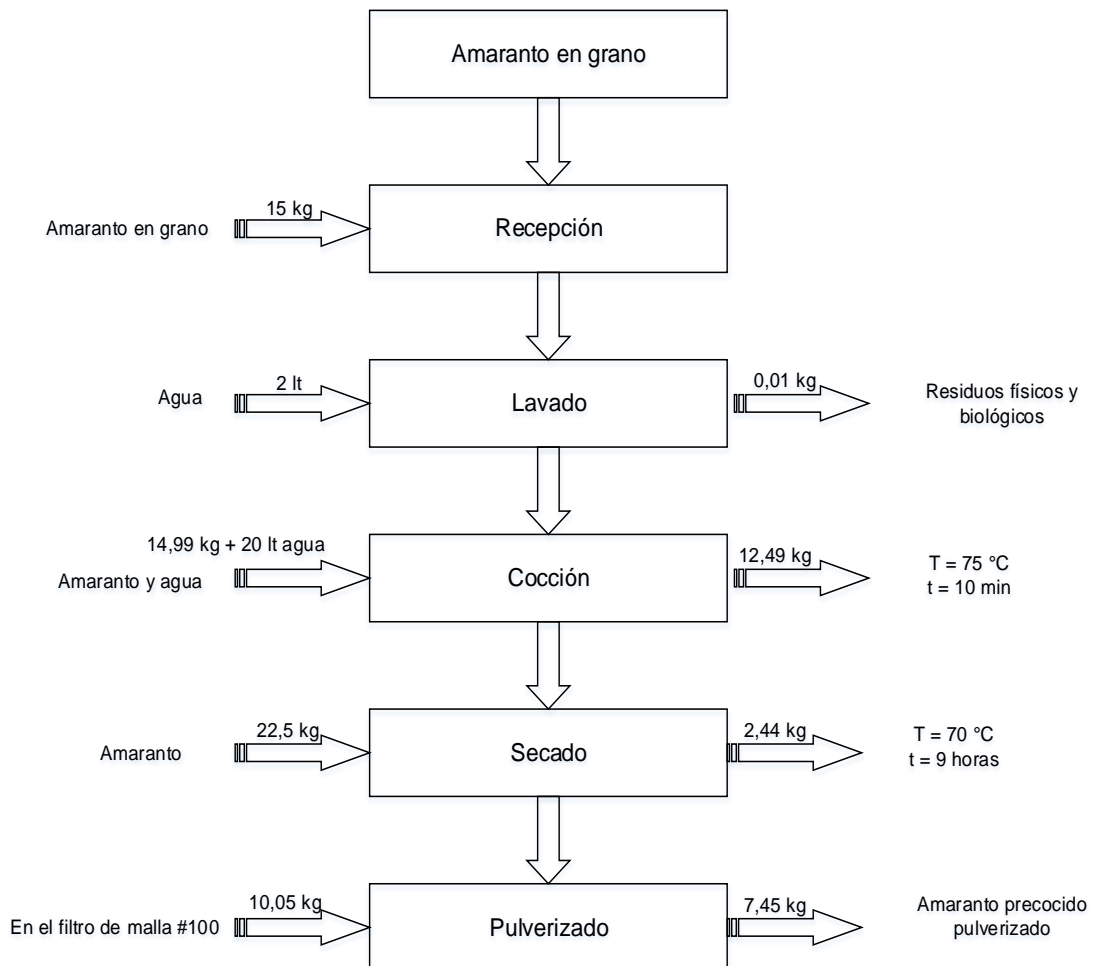 Amaranto en grano
15 kg
Amaranto en grano
Recepción
2 lt
Agua
Lavado
0,01 kg
Residuos físicos y
biológicos
14,99 kg + 20 lt agua
Amaranto y agua
Cocción
12,49 kg
T = 75 °C
t = 10 min
22,5 kg
Amaranto
Secado
2,44 kg
T = 70 °C
t = 9 horas
10,05 kg
En el filtro de malla #100
Pulverizado
7,45 kg
Amaranto precocido
pulverizado